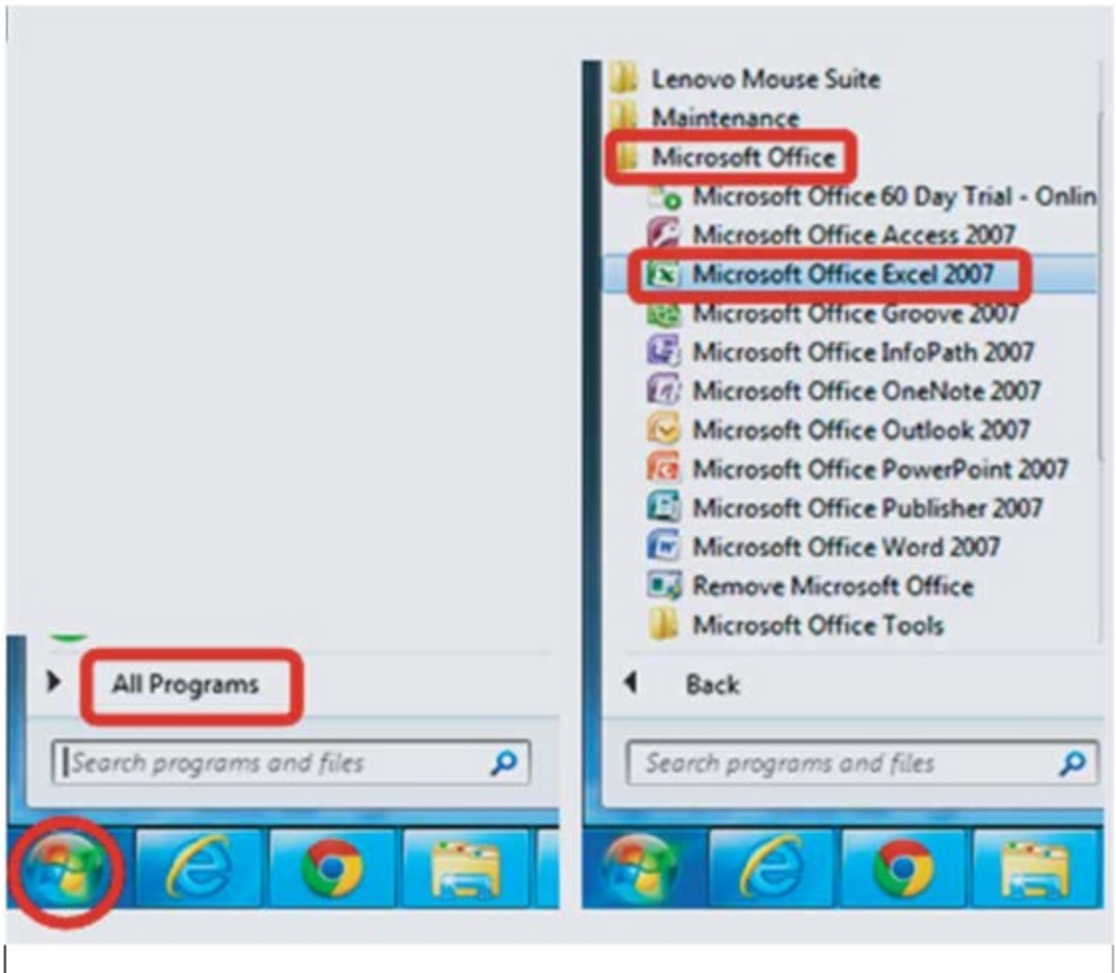 All Programs
Search programs and files
Lenovo Mouse Suite
Maintenance
Microsoft Office
Microsoft Office 60 Day Trial - Onlin
Microsoft Office Access 2007
Microsoft Office Excel 2007
Microsoft Office Groove 2007
Microsoft Office InfoPath 2007
Microsoft Office OneNote 2007
Microsoft Office Outlook 2007
Microsoft Office PowerPoint 2007
Microsoft Office Publisher 2007
Microsoft Office Word 2007
Remove Microsoft Office
Microsoft Office Tools
Back
Search programs and files